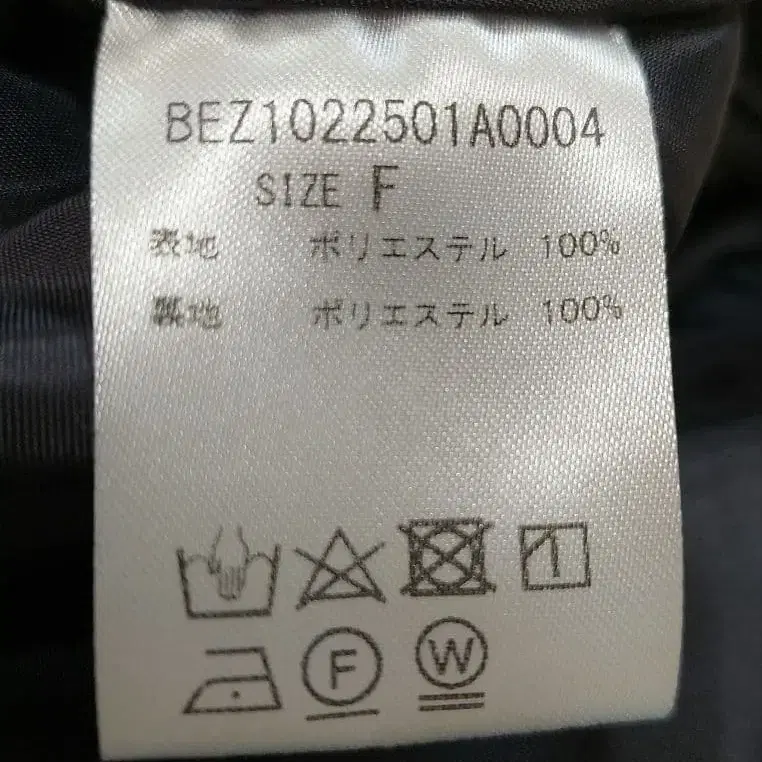 BEZ1022501A0004
SIZE F
表地 ポリエステル 100%
裏地 ポリエステル 100%
F W